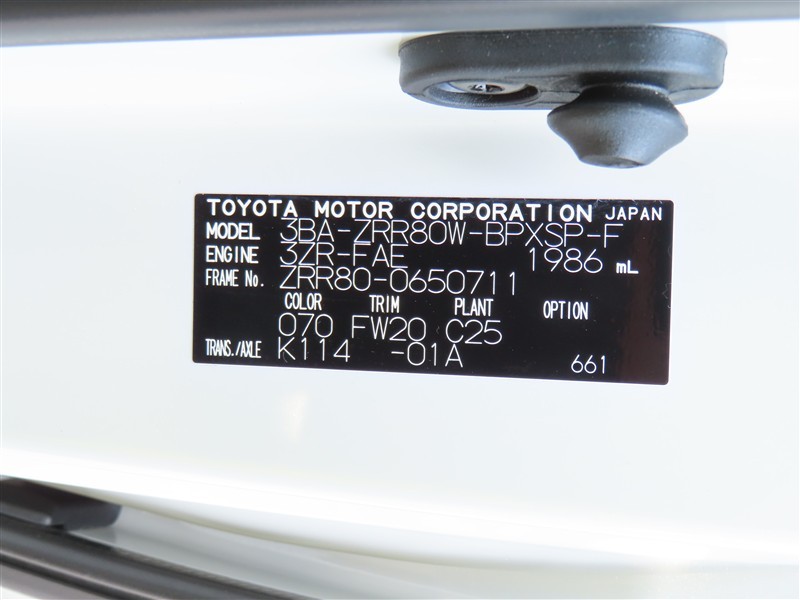 TOYOTA MOTOR CORPORATION JAPAN
MODEL 3BA-ZRR80W-BPXSP-F
ENGINE 3ZR-FAE 1986 mL
FRAME No. ZRR80-0650711
COLOR TRIM PLANT OPTION
070 FW20 C25
TRANS./AXLE K114 -01A 661